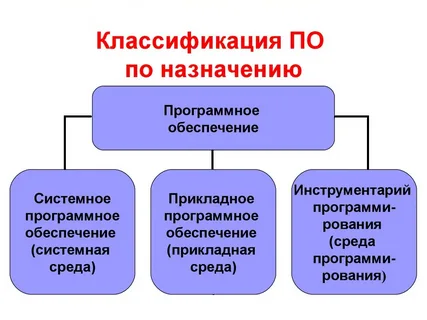 Классификация ПО
по назначению
Программное
обеспечение
Системное
программное
обеспечение
(системная
среда)
Прикладное
программное
обеспечение
(прикладная
среда)
Инструментарий
программи-
рования
(среда
программи-
рования)